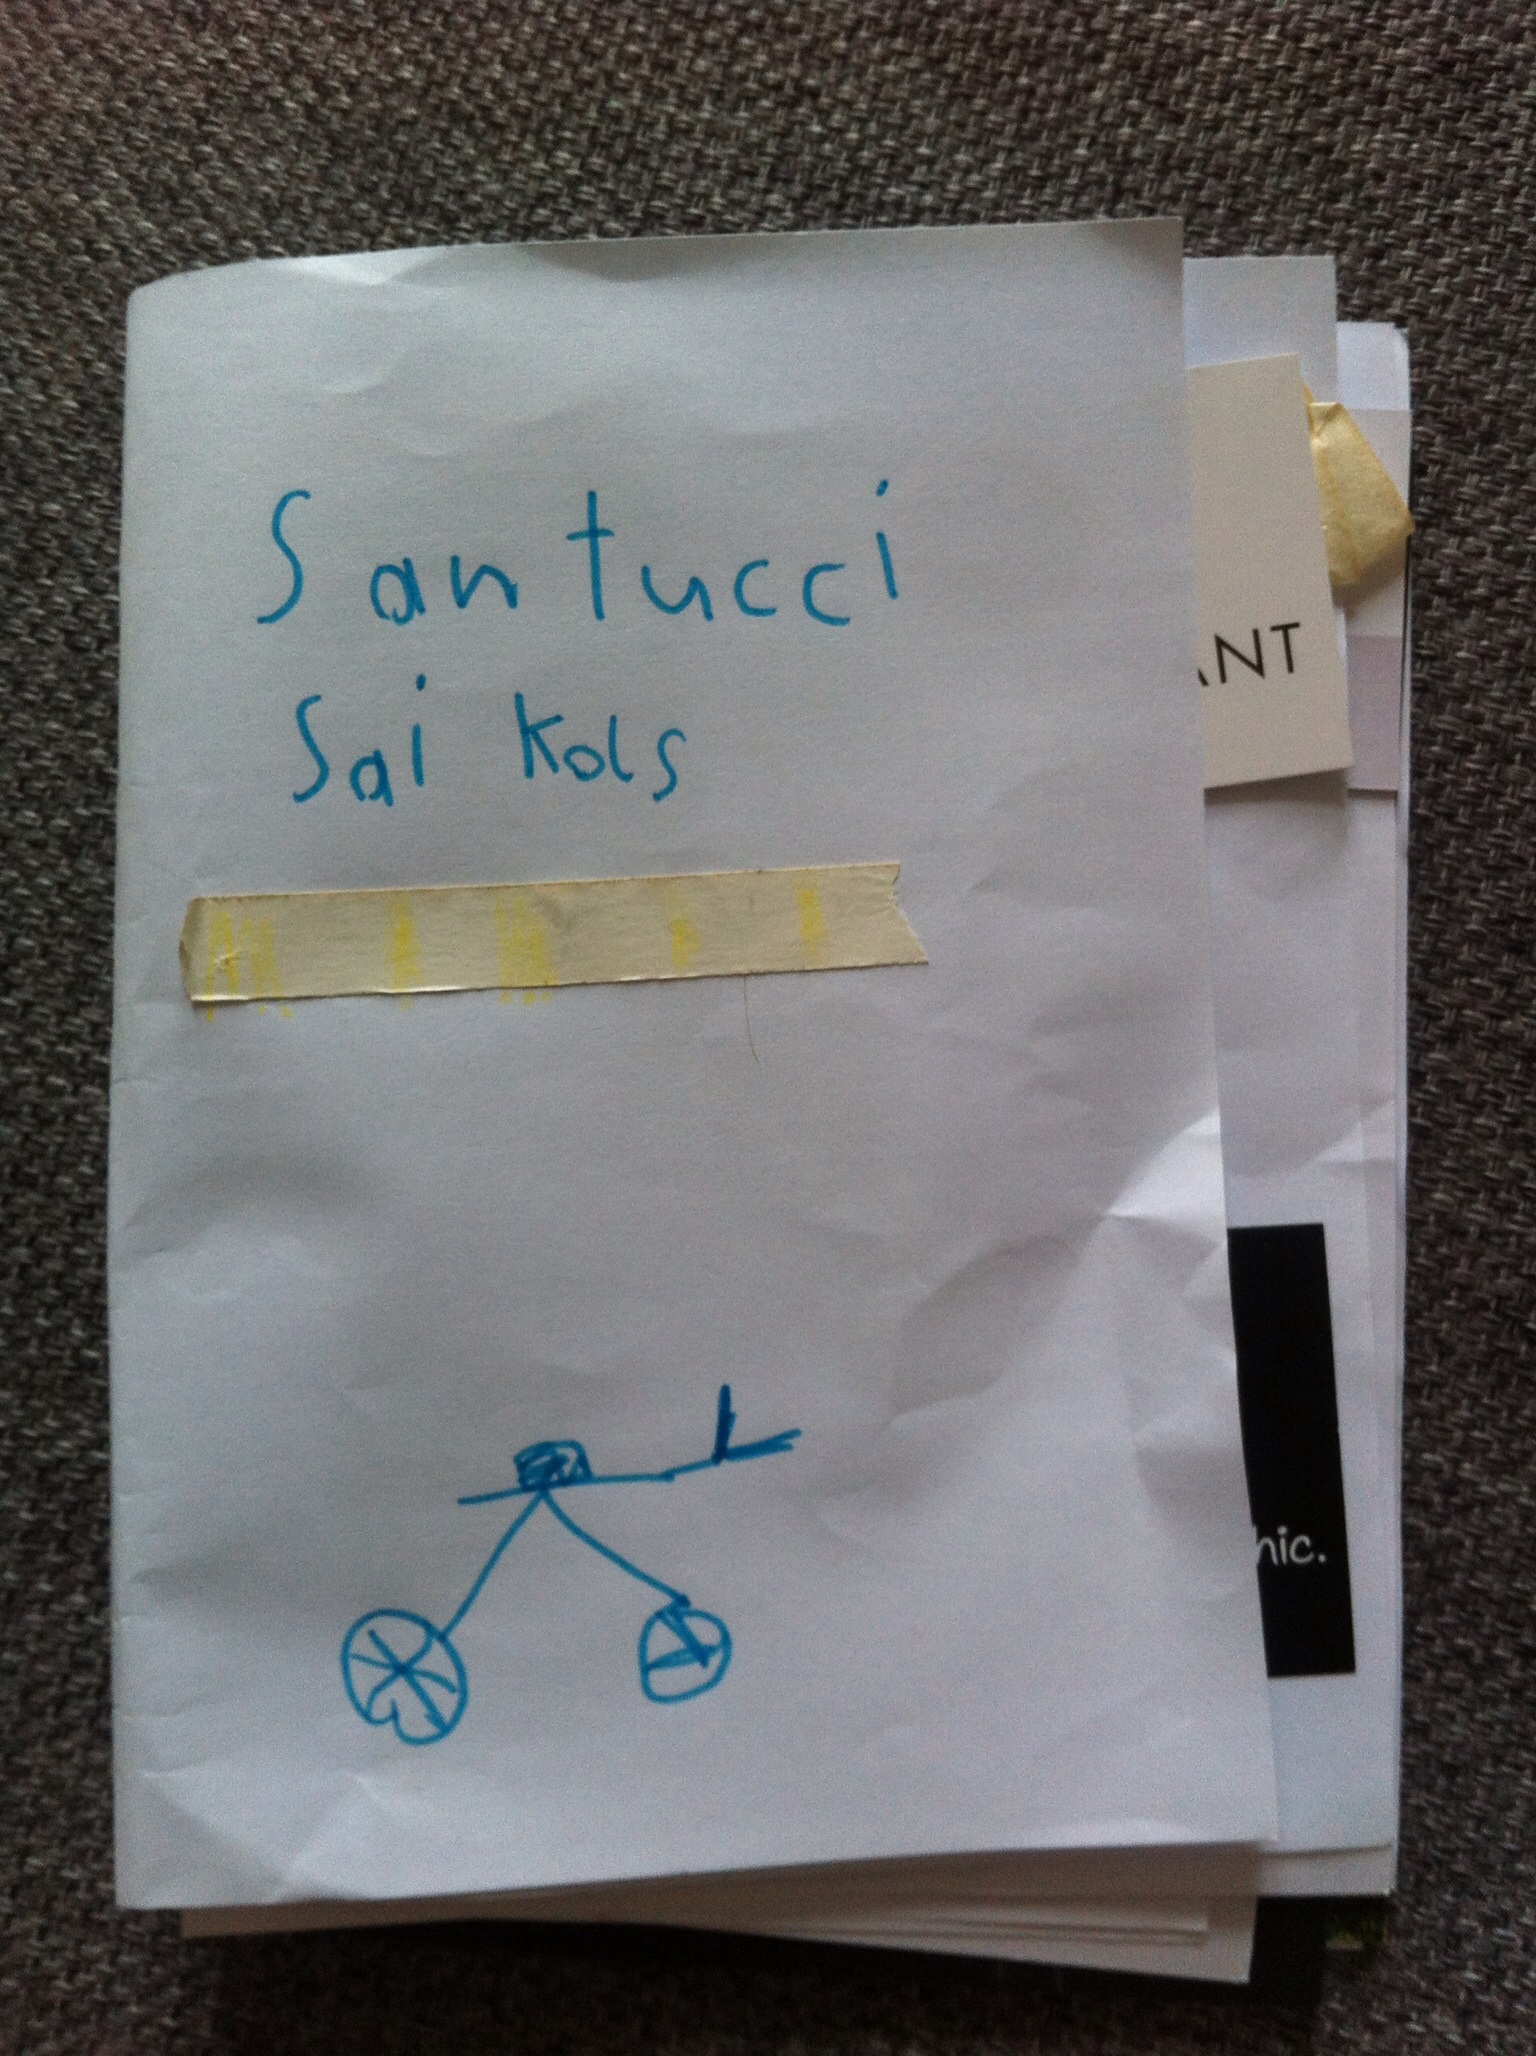 Santucci
Sai kols
ANT
hic.